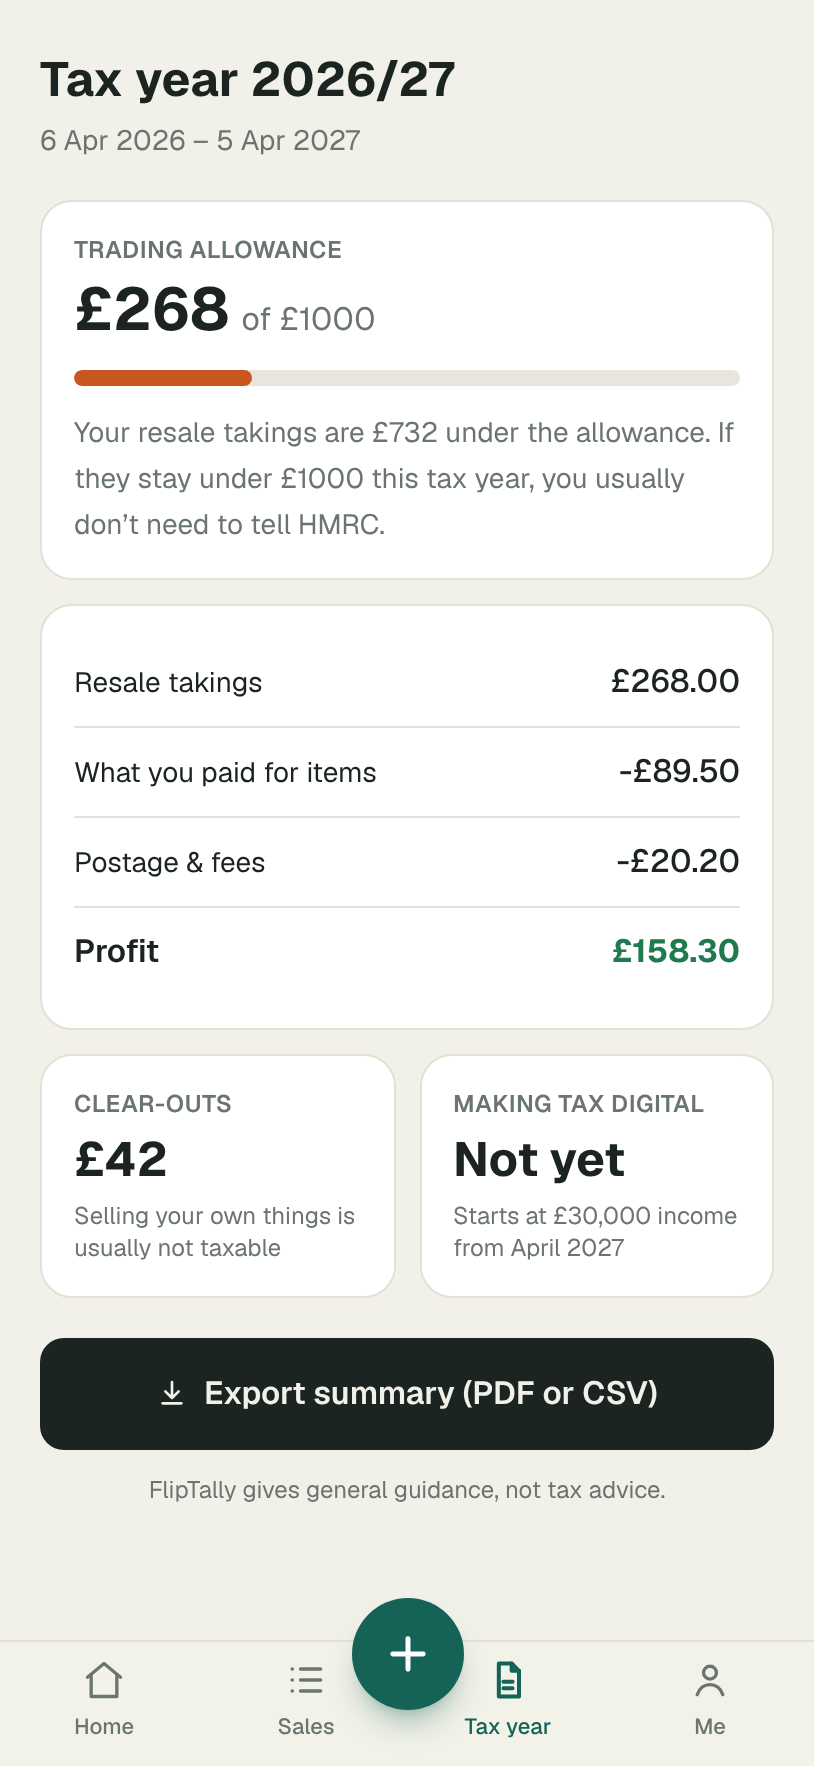 Tax year 2026/27
6 Apr 2026 – 5 Apr 2027
TRADING ALLOWANCE
£268 of £1000
Your resale takings are £732 under the allowance. If
they stay under £1000 this tax year, you usually
don’t need to tell HMRC.
Resale takings £268.00
What you paid for items -£89.50
Postage & fees -£20.20
Profit £158.30
CLEAR-OUTS
£42
Selling your own things is
usually not taxable
MAKING TAX DIGITAL
Not yet
Starts at £30,000 income
from April 2027
Export summary (PDF or CSV)
FlipTally gives general guidance, not tax advice.
Home Sales Tax year Me